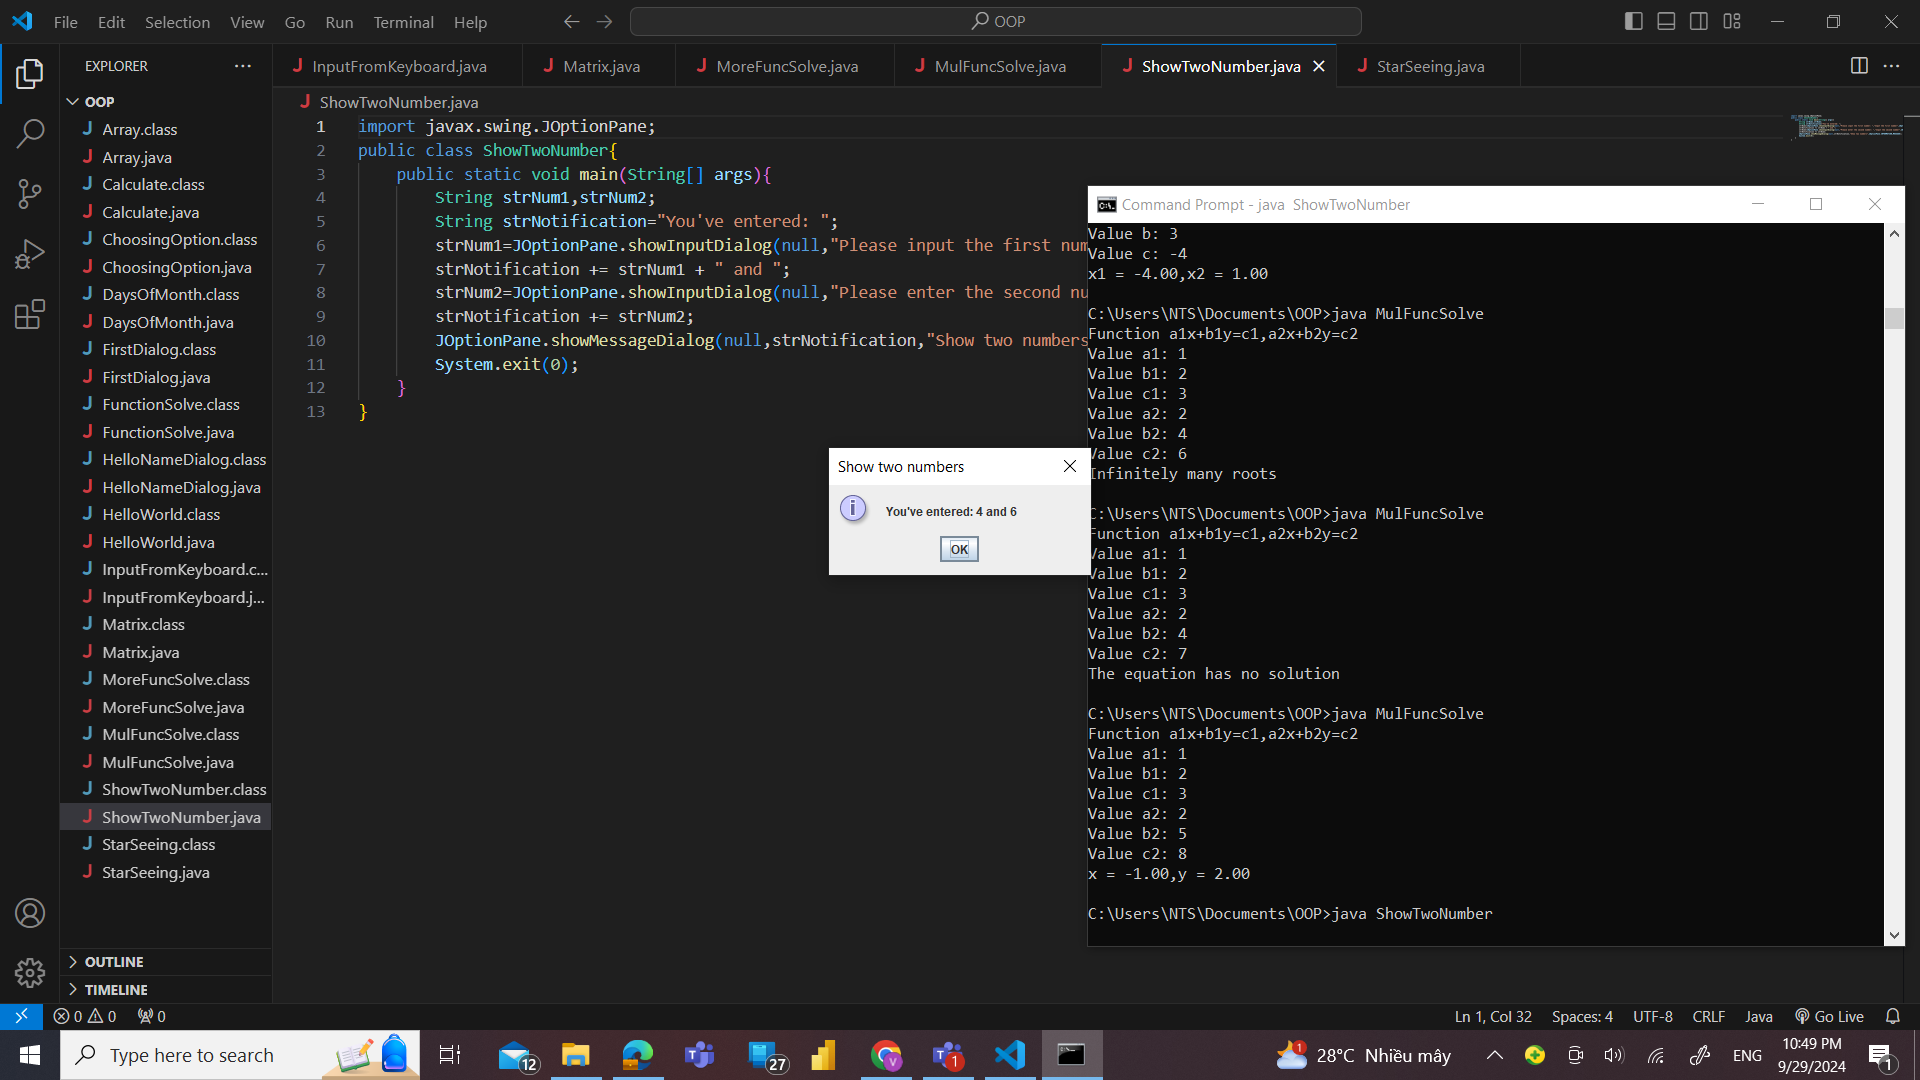 File Edit Selection View Go Run Terminal Help
OOP
EXPLORER
InputFromKeyboard.java
Matrix.java
MoreFuncSolve.java
MulFuncSolve.java
ShowTwoNumber.java
StarSeeing.java
OOP
Array.class
Array.java
Calculate.class
Calculate.java
ChoosingOption.class
ChoosingOption.java
DaysOfMonth.class
DaysOfMonth.java
FirstDialog.class
FirstDialog.java
FunctionSolve.class
FunctionSolve.java
HelloNameDialog.class
HelloNameDialog.java
HelloWorld.class
HelloWorld.java
InputFromKeyboard.c...
InputFromKeyboard.j...
Matrix.class
Matrix.java
MoreFuncSolve.class
MoreFuncSolve.java
MulFuncSolve.class
MulFuncSolve.java
ShowTwoNumber.class
ShowTwoNumber.java
StarSeeing.class
StarSeeing.java
OUTLINE
TIMELINE
ShowTwoNumber.java
1 import javax.swing.JOptionPane;
2 public class ShowTwoNumber{
3 public static void main(String[] args){
4 String strNum1,strNum2;
5 String strNotification="You've entered: ";
6 strNum1=JOptionPane.showInputDialog(null,"Please input the first num
7 strNotification += strNum1 + " and ";
8 strNum2=JOptionPane.showInputDialog(null,"Please enter the second nu
9 strNotification += strNum2;
10 JOptionPane.showMessageDialog(null,strNotification,"Show two numbers
11 System.exit(0);
12 }
13 }
Show two numbers
You've entered: 4 and 6
OK
Command Prompt - java ShowTwoNumber
Value b: 3
Value c: -4
x1 = -4.00,x2 = 1.00
C:\Users\NTS\Documents\OOP>java MulFuncSolve
Function a1x+b1y=c1,a2x+b2y=c2
Value a1: 1
Value b1: 2
Value c1: 3
Value a2: 2
Value b2: 4
Value c2: 6
Infinitely many roots
C:\Users\NTS\Documents\OOP>java MulFuncSolve
Function a1x+b1y=c1,a2x+b2y=c2
Value a1: 1
Value b1: 2
Value c1: 3
Value a2: 2
Value b2: 4
Value c2: 7
The equation has no solution
C:\Users\NTS\Documents\OOP>java MulFuncSolve
Function a1x+b1y=c1,a2x+b2y=c2
Value a1: 1
Value b1: 2
Value c1: 3
Value a2: 2
Value b2: 5
Value c2: 8
x = -1.00,y = 2.00
C:\Users\NTS\Documents\OOP>java ShowTwoNumber
0 0 0
Ln 1, Col 32 Spaces: 4 UTF-8 CRLF Java Go Live
Type here to search
12
27
1
1
28°C Nhiều mây
ENG
10:49 PM
9/29/2024
1